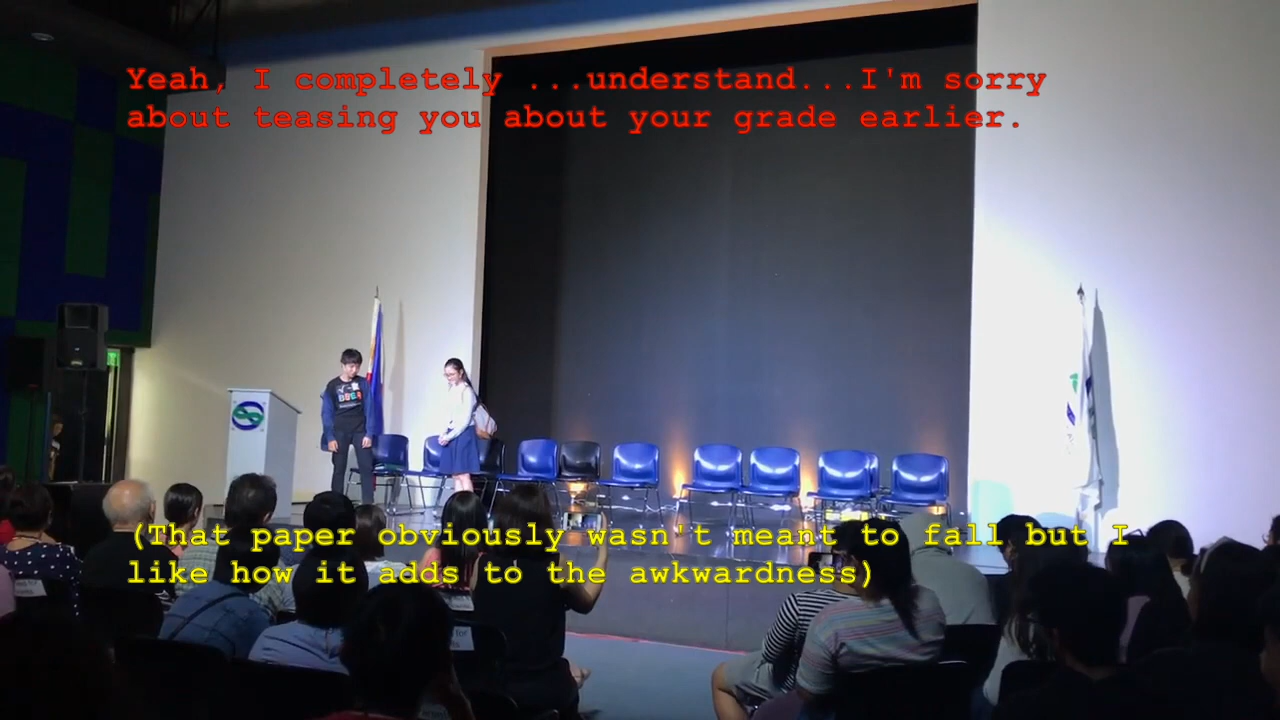 Yeah, I completely ...understand...I'm sorry
about teasing you about your grade earlier.
(That paper obviously wasn't meant to fall but I
like how it adds to the awkwardness)